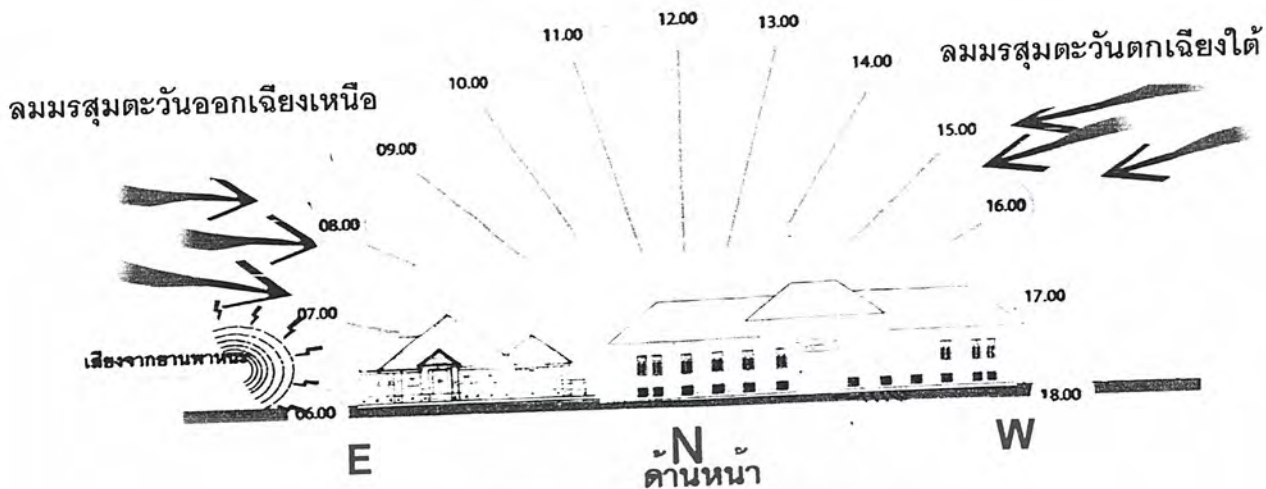 12.00
13.00
11.00
ลมมรสุมตะวันตกเฉียงใต้
14.00
10.00
ลมมรสุมตะวันออกเฉียงเหนือ
15.00
09.00
16.00
08.00
17.00
07.00
เสียงจากยานพาหนะ
18.00
06.00
E
N
W
ด้านหน้า